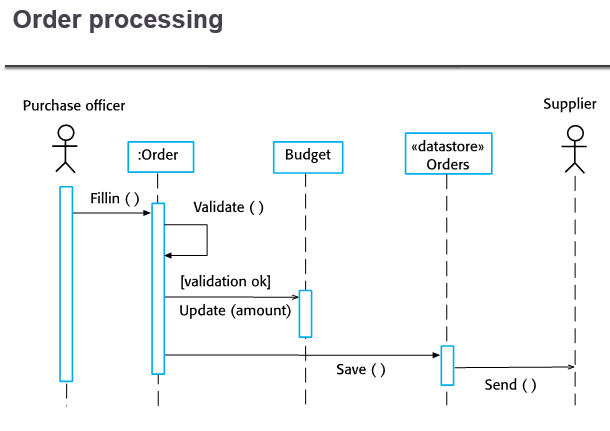 Order processing
Purchase officer
Supplier
:Order
Budget
«datastore»
Orders
Fillin ( )
Validate ( )
[validation ok]
Update (amount)
Save ( )
Send ( )